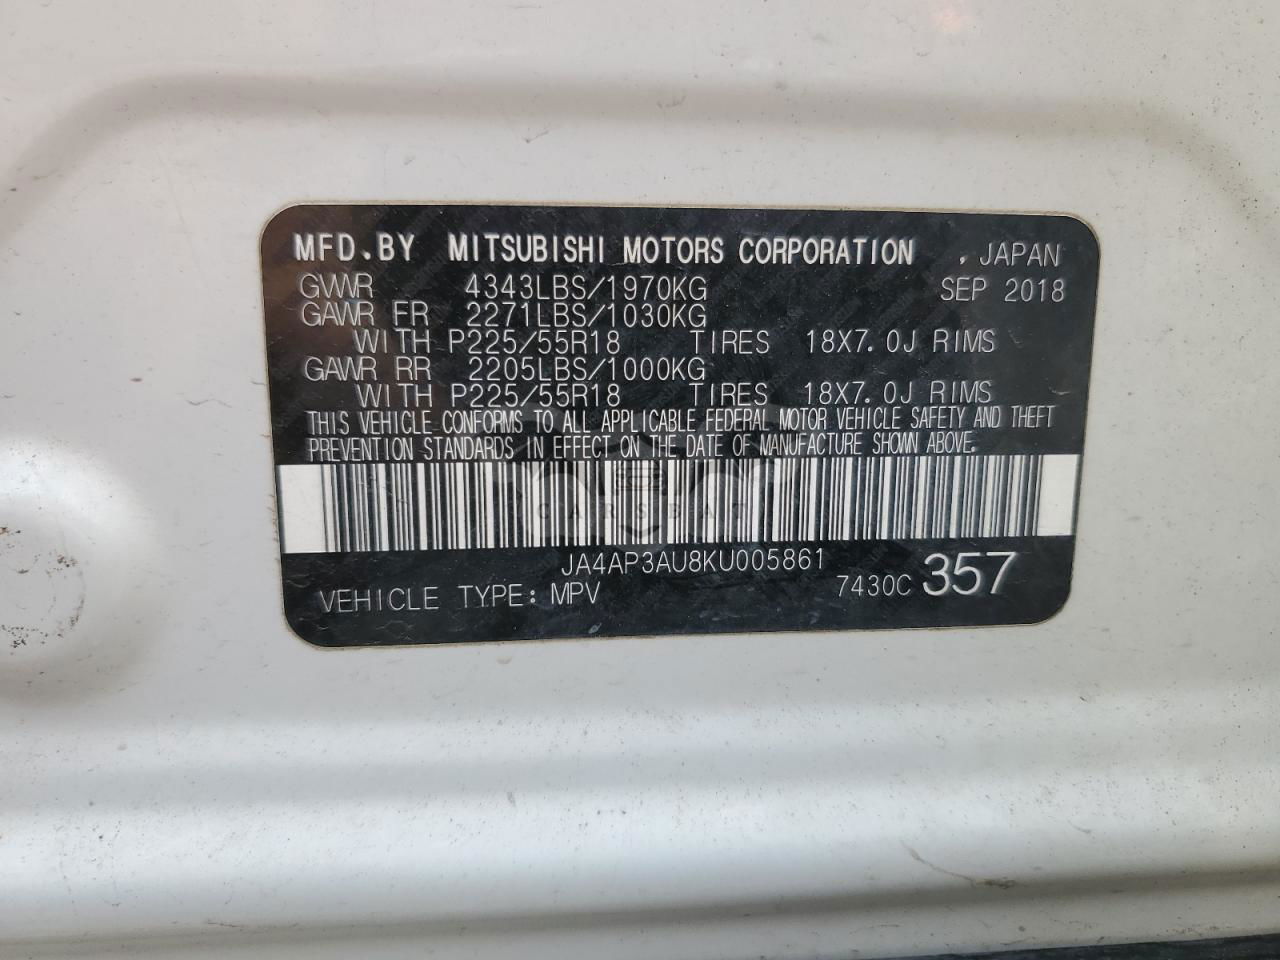 MFD.BY MITSUBISHI MOTORS CORPORATION , JAPAN
GVWR 4343LBS/1970KG SEP 2018
GAWR FR 2271LBS/1030KG
WITH P225/55R18 TIRES 18X7.0J RIMS
GAWR RR 2205LBS/1000KG
WITH P225/55R18 TIRES 18X7.0J RIMS
THIS VEHICLE CONFORMS TO ALL APPLICABLE FEDERAL MOTOR VEHICLE SAFETY AND THEFT
PREVENTION STANDARDS IN EFFECT ON THE DATE OF MANUFACTURE SHOWN ABOVE.
JA4AP3AU8KU005861
VEHICLE TYPE: MPV 7430C 357